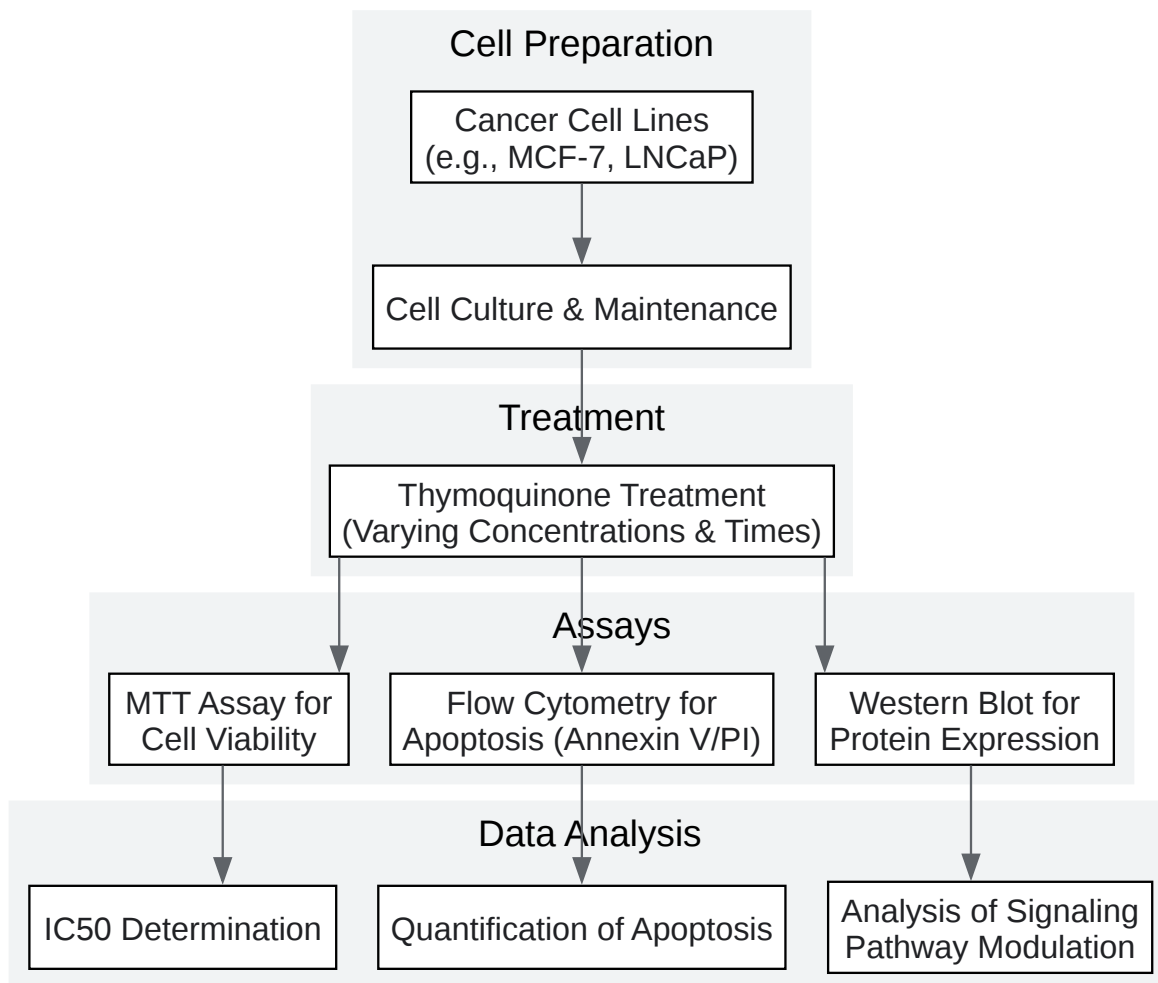 Cell Preparation
Cancer Cell Lines
(e.g., MCF-7, LNCaP)
Cell Culture & Maintenance
Treatment
Thymoquinone Treatment
(Varying Concentrations & Times)
Assays
MTT Assay for
Cell Viability
Flow Cytometry for
Apoptosis (Annexin V/PI)
Western Blot for
Protein Expression
Data Analysis
IC50 Determination
Quantification of Apoptosis
Analysis of Signaling
Pathway Modulation